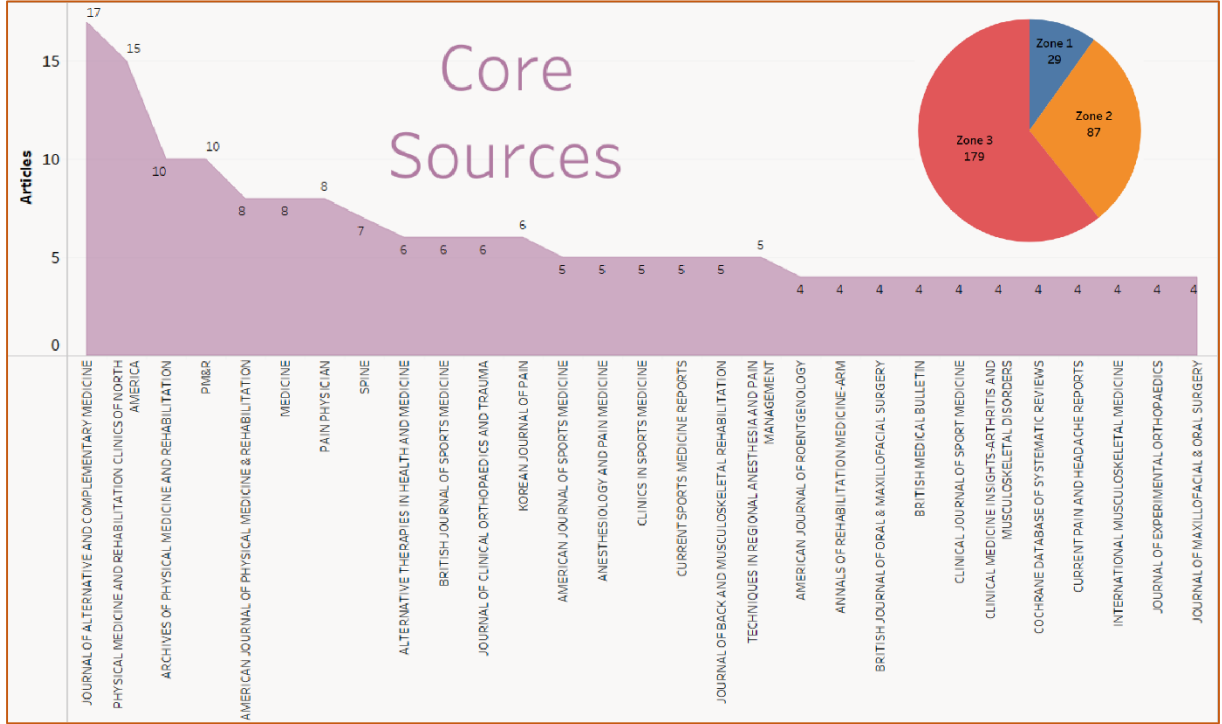 Core
Sources
Articles
15
10
5
0
17
15
10
10
8
8
8
7
6
6
6
6
5
5
5
5
5
5
4
4
4
4
4
4
4
4
4
4
4
Zone 1
29
Zone 2
87
Zone 3
179
JOURNAL OF ALTERNATIVE AND COMPLEMENTARY MEDICINE
PHYSICAL MEDICINE AND REHABILITATION CLINICS OF NORTH
AMERICA
ARCHIVES OF PHYSICAL MEDICINE AND REHABILITATION
PM&R
AMERICAN JOURNAL OF PHYSICAL MEDICINE & REHABILITATION
MEDICINE
PAIN PHYSICIAN
SPINE
ALTERNATIVE THERAPIES IN HEALTH AND MEDICINE
BRITISH JOURNAL OF SPORTS MEDICINE
JOURNAL OF CLINICAL ORTHOPAEDICS AND TRAUMA
KOREAN JOURNAL OF PAIN
AMERICAN JOURNAL OF SPORTS MEDICINE
ANESTHESIOLOGY AND PAIN MEDICINE
CLINICS IN SPORTS MEDICINE
CURRENT SPORTS MEDICINE REPORTS
JOURNAL OF BACK AND MUSCULOSKELETAL REHABILITATION
TECHNIQUES IN REGIONAL ANESTHESIA AND PAIN
MANAGEMENT
AMERICAN JOURNAL OF ROENTGENOLOGY
ANNALS OF REHABILITATION MEDICINE-ARM
BRITISH JOURNAL OF ORAL & MAXILLOFACIAL SURGERY
BRITISH MEDICAL BULLETIN
CLINICAL JOURNAL OF SPORT MEDICINE
CLINICAL MEDICINE INSIGHTS-ARTHRITIS AND
MUSCULOSKELETAL DISORDERS
COCHRANE DATABASE OF SYSTEMATIC REVIEWS
CURRENT PAIN AND HEADACHE REPORTS
INTERNATIONAL MUSCULOSKELETAL MEDICINE
JOURNAL OF EXPERIMENTAL ORTHOPAEDICS
JOURNAL OF MAXILLOFACIAL & ORAL SURGERY